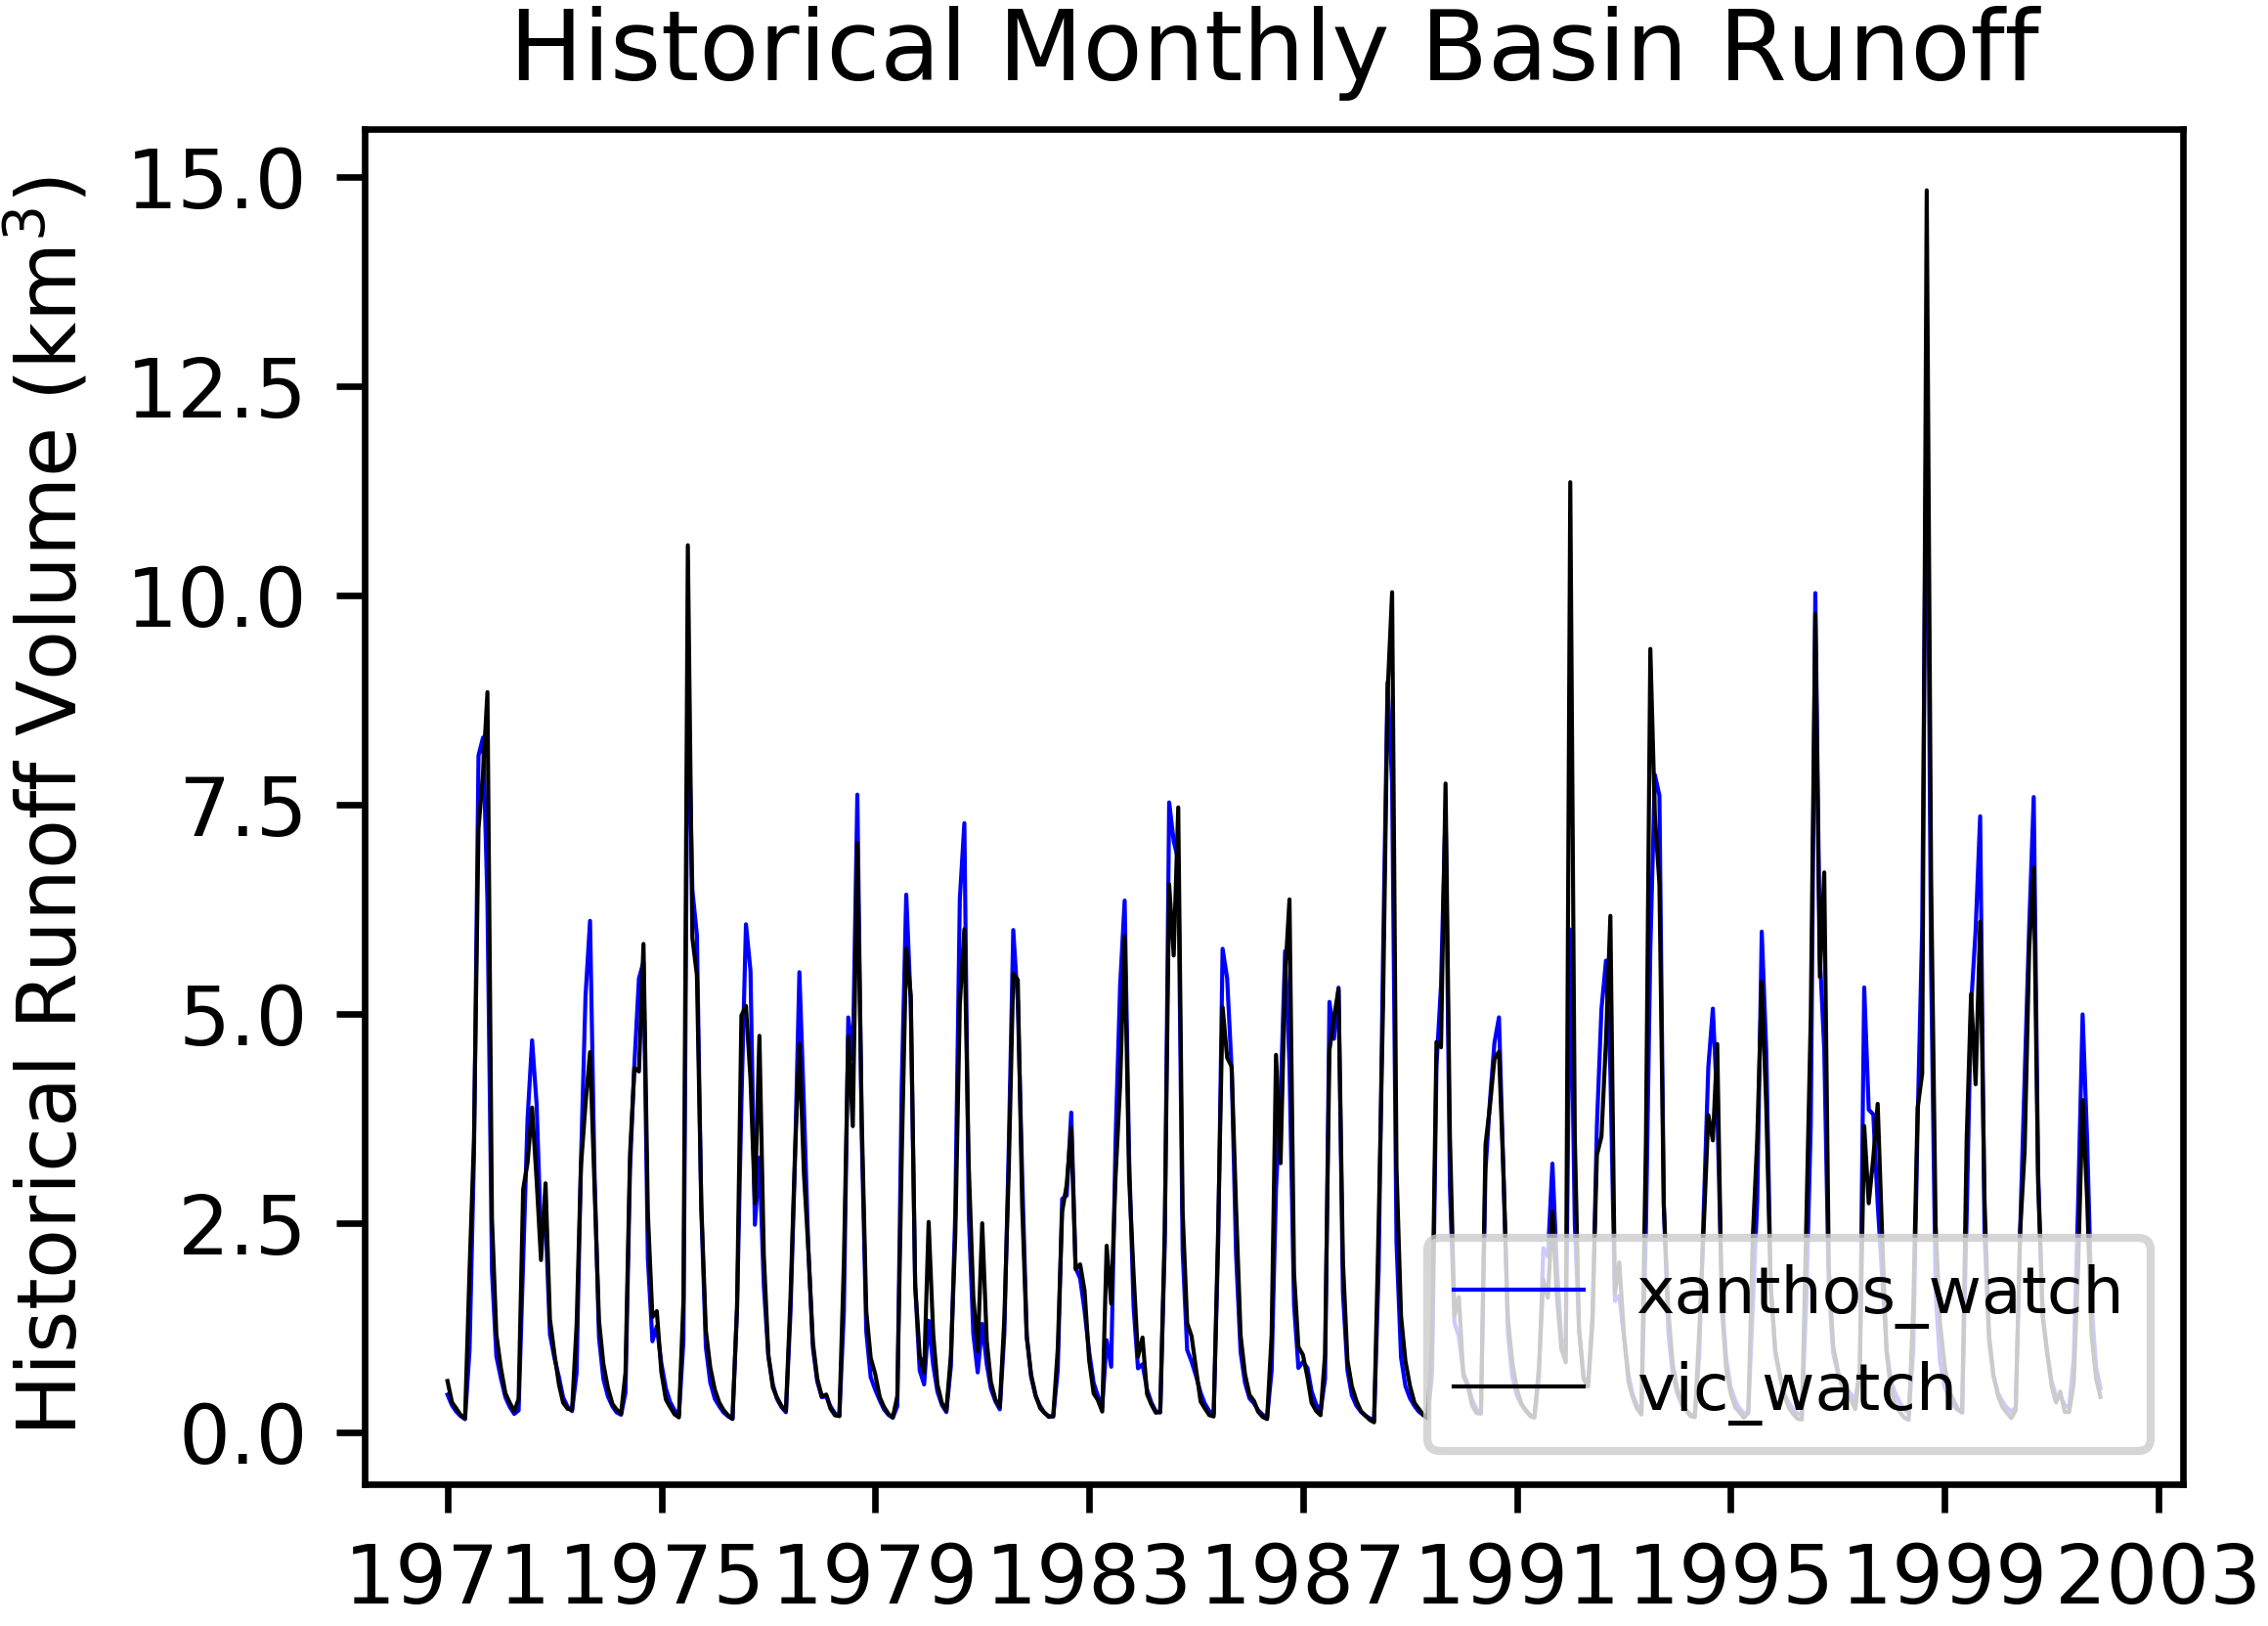 Historical Monthly Basin Runoff
Historical Runoff Volume (km³)
15.0
12.5
10.0
7.5
5.0
2.5
0.0
xanthos_watch
vic_watch
1971 1975 1979 1983 1987 1991 1995 1999 2003